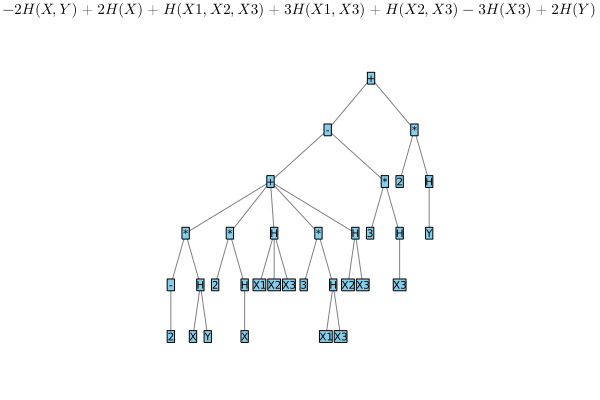 −2H(X, Y) + 2H(X) + H(X1, X2, X3) + 3H(X1, X3) + H(X2, X3) − 3H(X3) + 2H(Y)
+
- *
+ * 2 H
* * H * H 3 H Y
- H 2 H X1 X2 X3 3 H X2 X3 X3
2 X Y X X1 X3